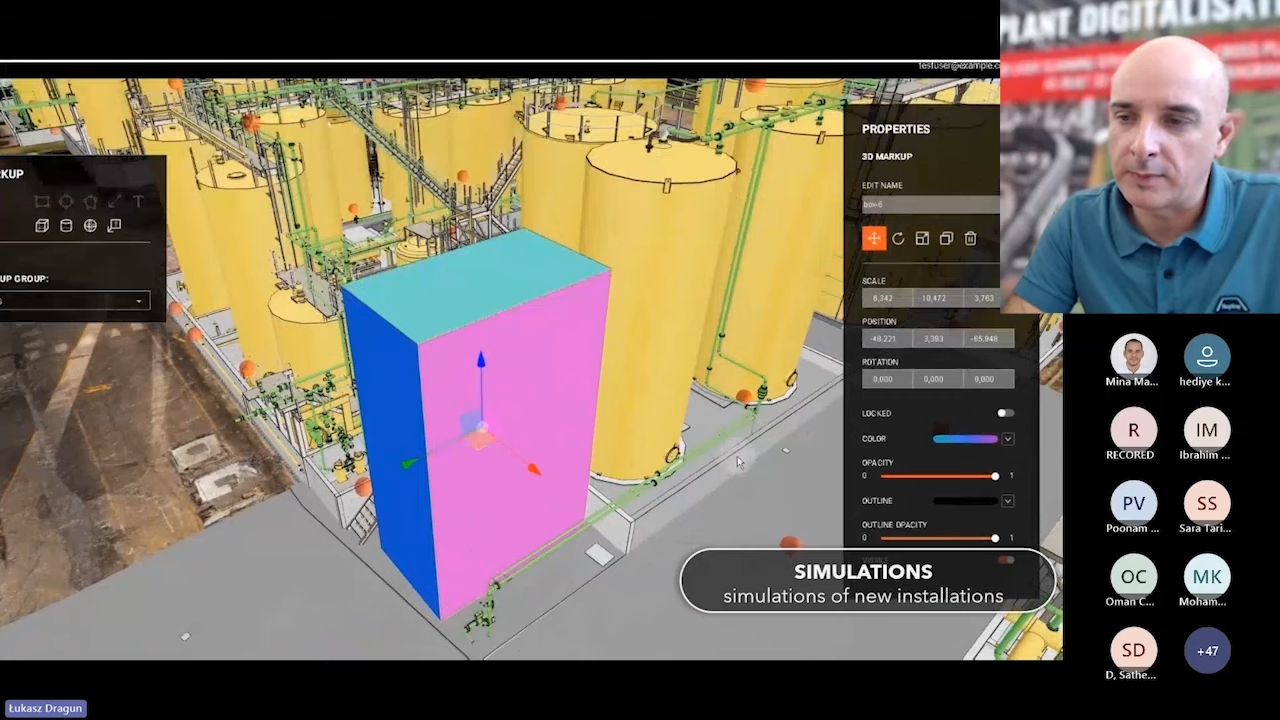 PLANT DIGITALISATI
testuser@example.c
PROPERTIES
3D MARKUP
EDIT NAME
box-6
SCALE
6,342 10,472 3,763
POSITION
-48,221 3,393 -65,948
ROTATION
0,000 0,000 0,000
LOCKED
COLOR
OPACITY
0 1
OUTLINE
OUTLINE OPACITY
0 1
KUP
T
UP GROUP:
SIMULATIONS
simulations of new installations
Mina Ma...
hediye k...
R
RECORED
IM
Ibrahim ...
PV
Poonam ...
SS
Sara Tari...
OC
Oman C...
MK
Moham...
SD
D, Sathe...
+47
Łukasz Dragun